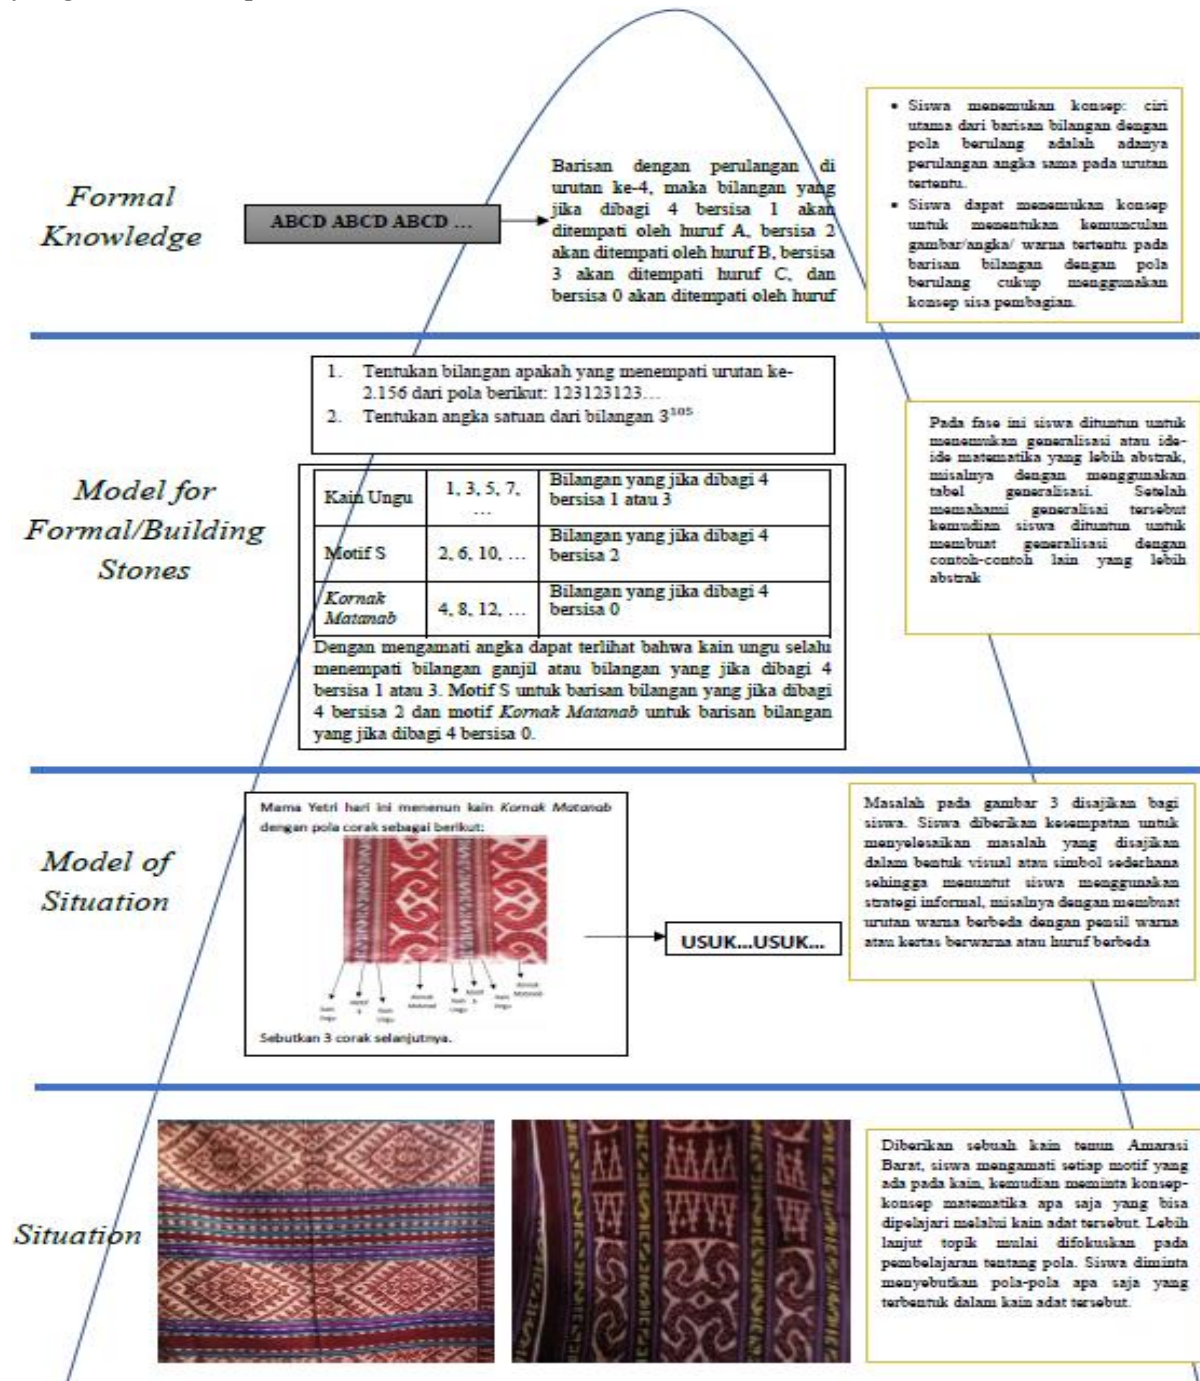 Formal
Knowledge
ABCD ABCD ABCD ...
Barisan dengan perulangan di
urutan ke-4, maka bilangan yang
jika dibagi 4 bersisa 1 akan
ditempati oleh huruf A, bersisa 2
akan ditempati oleh huruf B, bersisa
3 akan ditempati huruf C, dan
bersisa 0 akan ditempati oleh huruf
• Siswa menemukan konsep: ciri
utama dari barisan bilangan dengan
pola berulang adalah adanya
perulangan angka sama pada urutan
tertentu.
• Siswa dapat menemukan konsep
untuk menentukan kemunculan
gambar/angka/ warna tertentu pada
barisan bilangan dengan pola
berulang cukup menggunakan
konsep sisa pembagian.
Model for
Formal/Building
Stones
1. Tentukan bilangan apakah yang menempati urutan ke-
2.156 dari pola berikut: 123123123...
2. Tentukan angka satuan dari bilangan 3¹⁰⁵
Kain Ungu 1, 3, 5, 7, ... Bilangan yang jika dibagi 4
bersisa 1 atau 3
Motif S 2, 6, 10, ... Bilangan yang jika dibagi 4
bersisa 2
Kornak
Matanab 4, 8, 12, ... Bilangan yang jika dibagi 4
bersisa 0
Dengan mengamati angka dapat terlihat bahwa kain ungu selalu
menempati bilangan ganjil atau bilangan yang jika dibagi 4
bersisa 1 atau 3. Motif S untuk barisan bilangan yang jika dibagi
4 bersisa 2 dan motif Kornak Matanab untuk barisan bilangan
yang jika dibagi 4 bersisa 0.
Pada fase ini siswa dituntun untuk
menemukan generalisasi atau ide-
ide matematika yang lebih abstrak,
misalnya dengan menggunakan
tabel generalisasi. Setelah
memahami generalisai tersebut
kemudian siswa dituntun untuk
membuat generalisasi dengan
contoh-contoh lain yang lebih
abstrak
Model of
Situation
Mama Yetri hari ini menenun kain Kornak Matanab
dengan pola corak sebagai berikut:
Kain
Ungu
Motif
S
Kain
Ungu
Kornak
Matanab
Kain
Ungu
Motif
S
Kain
Ungu
Kornak
Matanab
Sebutkan 3 corak selanjutnya.
USUK...USUK...
Masalah pada gambar 3 disajikan bagi
siswa. Siswa diberikan kesempatan untuk
menyelesaikan masalah yang disajikan
dalam bentuk visual atau simbol sederhana
sehingga menuntut siswa menggunakan
strategi informal, misalnya dengan membuat
urutan warna berbeda dengan pensil warna
atau kertas berwarna atau huruf berbeda
Situation
Diberikan sebuah kain tenun Amarasi
Barat, siswa mengamati setiap motif yang
ada pada kain, kemudian meminta konsep-
konsep matematika apa saja yang bisa
dipelajari melalui kain adat tersebut. Lebih
lanjut topik mulai difokuskan pada
pembelajaran tentang pola. Siswa diminta
menyebutkan pola-pola apa saja yang
terbentuk dalam kain adat tersebut.